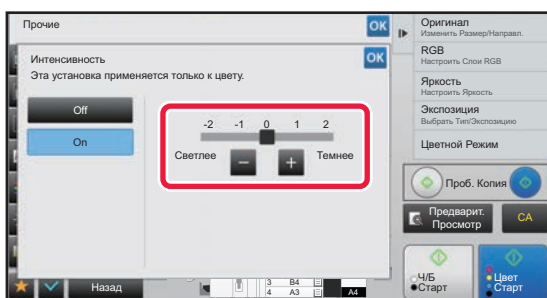 Прочие
OK
Интенсивность
OK
Эта установка применяется только к цвету.
Off
On
-2 -1 0 1 2
Светлее
Темнее
Назад
3 B4
4 A3
A4
Оригинал
Изменить Размер/Направл.
RGB
Настроить Слои RGB
Яркость
Настроить Яркость
Экспозиция
Выбрать Тип/Экспозицию
Цветной Режим
Проб. Копия
Предварит.
Просмотр
CA
Ч/Б
Старт
Цвет
Старт